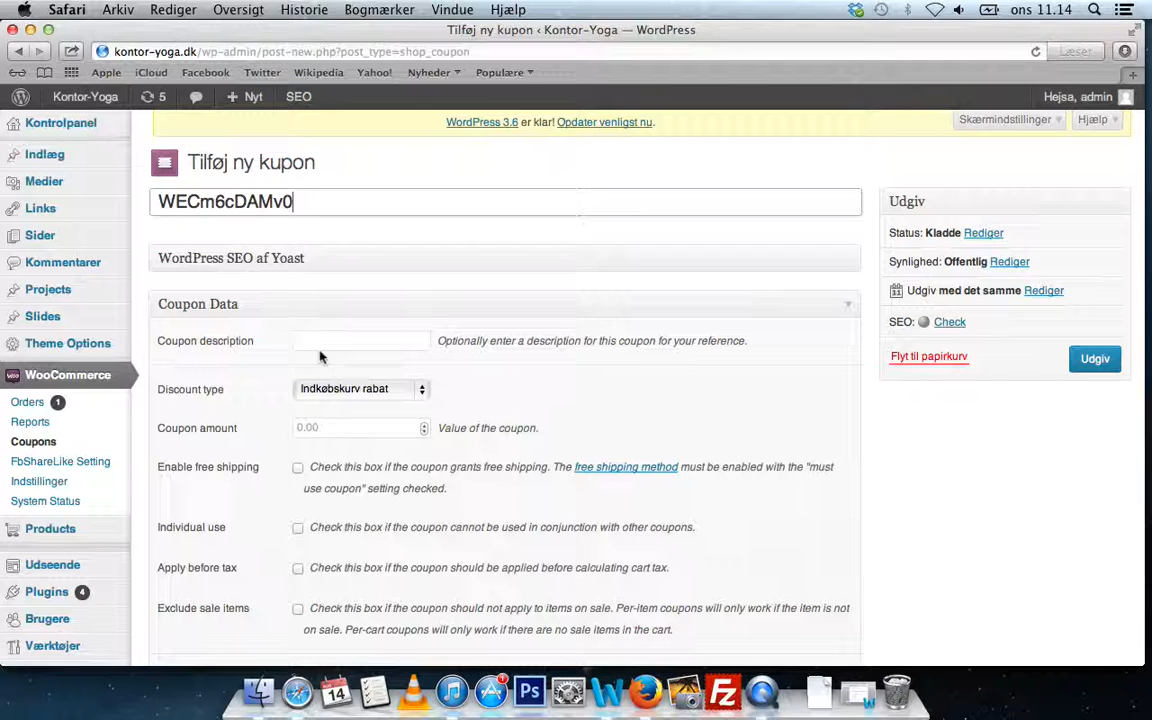 Safari Arkiv Rediger Oversigt Historie Bogmærker Vindue Hjælp ons 11.14
Tilføj ny kupon ‹ Kontor-Yoga — WordPress
kontor-yoga.dk/wp-admin/post-new.php?post_type=shop_coupon Læser
Apple iCloud Facebook Twitter Wikipedia Yahoo! Nyheder Populære
Kontor-Yoga 5 + Nyt SEO Hejsa, admin
Kontrolpanel
WordPress 3.6 er klar! Opdater venligst nu.
Skærmindstillinger Hjælp
Indlæg
Medier
Links
Sider
Kommentarer
Projects
Slides
Theme Options
WooCommerce
Orders 1
Reports
Coupons
FbShareLike Setting
Indstillinger
System Status
Products
Udseende
Plugins 4
Brugere
Værktøjer
Tilføj ny kupon
WECm6cDAMv0
WordPress SEO af Yoast
Coupon Data
Coupon description Optionally enter a description for this coupon for your reference.
Discount type Indkøbskurv rabat
Coupon amount 0.00 Value of the coupon.
Enable free shipping Check this box if the coupon grants free shipping. The free shipping method must be enabled with the "must
use coupon" setting checked.
Individual use Check this box if the coupon cannot be used in conjunction with other coupons.
Apply before tax Check this box if the coupon should be applied before calculating cart tax.
Exclude sale items Check this box if the coupon should not apply to items on sale. Per-item coupons will only work if the item is not
on sale. Per-cart coupons will only work if there are no sale items in the cart.
Udgiv
Status: Kladde Rediger
Synlighed: Offentlig Rediger
Udgiv med det samme Rediger
SEO: Check
Flyt til papirkurv Udgiv
14
1
Ps
Fz